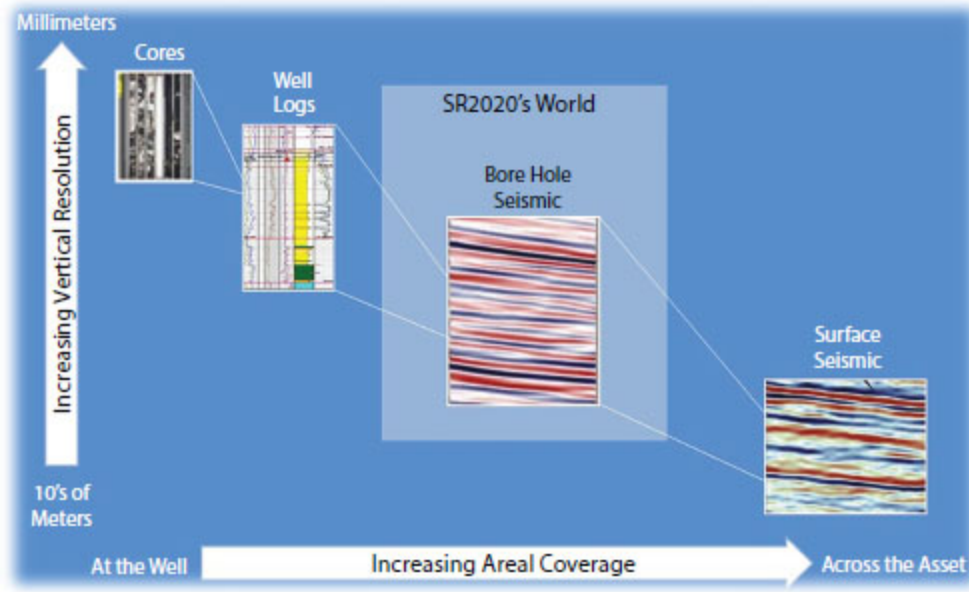 Millimeters
Cores
Well
Logs
SR2020's World
Bore Hole
Seismic
Increasing Vertical Resolution
Surface
Seismic
10's of
Meters
At the Well
Increasing Areal Coverage
Across the Asset